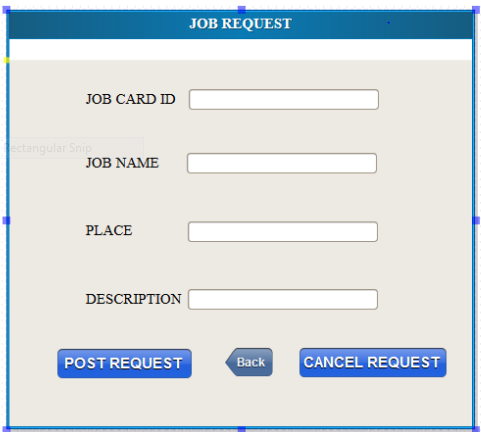 JOB REQUEST
JOB CARD ID
Rectangular Snip
JOB NAME
PLACE
DESCRIPTION
POST REQUEST Back CANCEL REQUEST